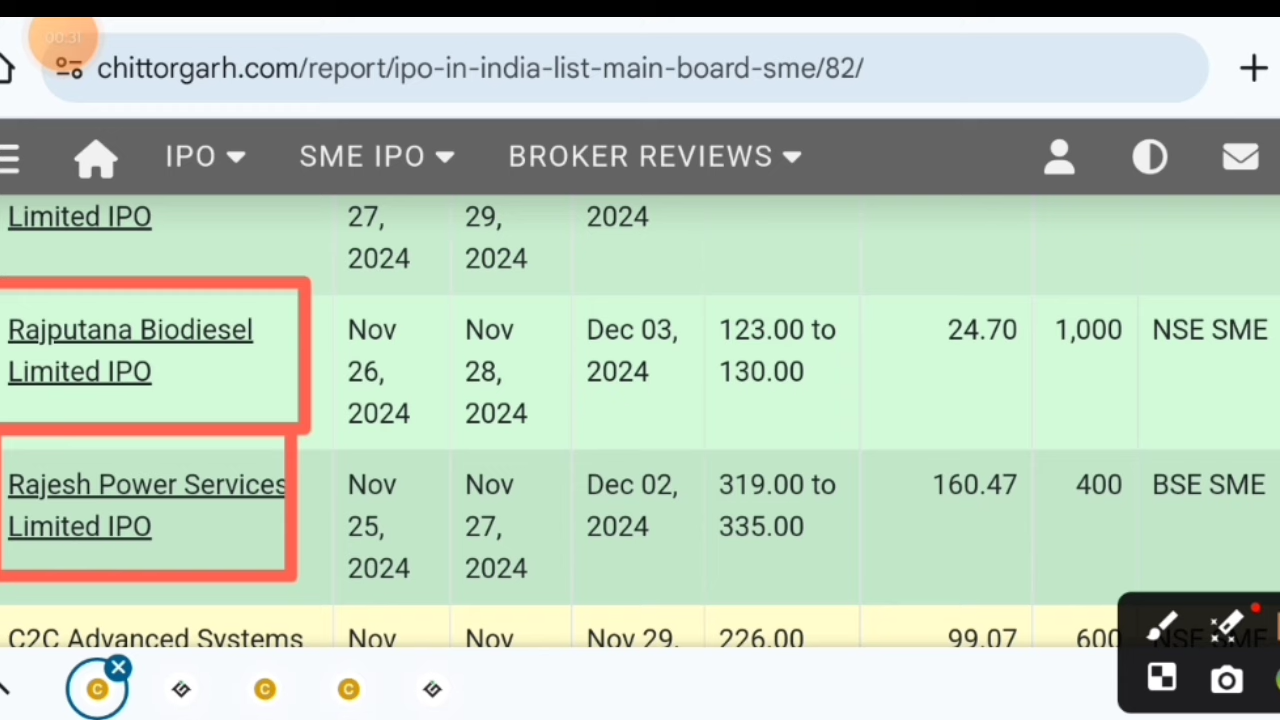 00:31
chittorgarh.com/report/ipo-in-india-list-main-board-sme/82/
IPO SME IPO BROKER REVIEWS
Limited IPO 27, 29, 2024
2024 2024
Rajputana Biodiesel Nov Nov Dec 03, 123.00 to 24.70 1,000 NSE SME
Limited IPO 26, 28, 2024 130.00
2024 2024
Rajesh Power Services Nov Nov Dec 02, 319.00 to 160.47 400 BSE SME
Limited IPO 25, 27, 2024 335.00
2024 2024
C2C Advanced Systems Nov Nov Nov 29, 226.00 99.07 600 NSE SME